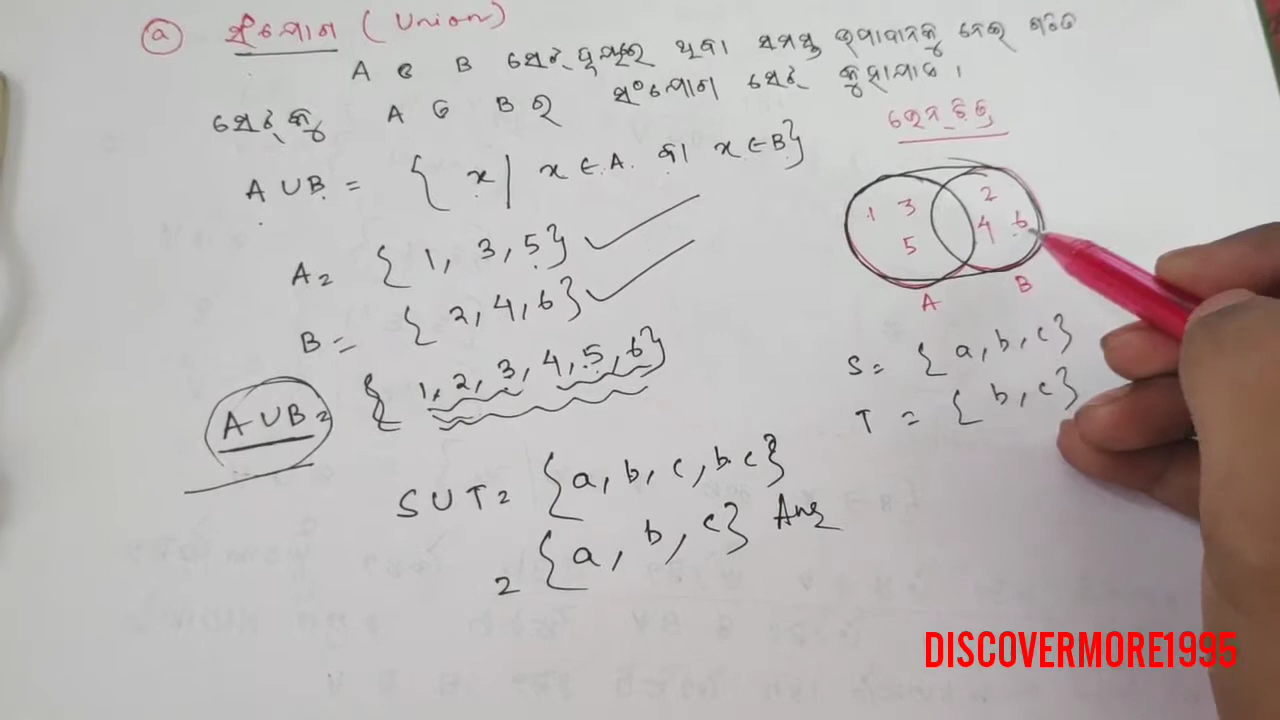 a ସଂଯୋଗ (Union)
A ଓ B ସେଟ୍ ଦ୍ୱୟରେ ଥିବା ସମସ୍ତ ଉପାଦାନକୁ ନେଇ ଗଠିତ
ସେଟ୍ କୁ A ଓ B ର ସଂଯୋଗ ସେଟ୍ କୁହାଯାଏ ।
ଭେନ୍ ଚିତ୍ର
A ∪ B = { x | x ∈ A ବା x ∈ B}
1 3 5 2 4 6
A B
A = {1, 3, 5}
B = {2, 4, 6}
A∪B = {1, 2, 3, 4, 5, 6}
S = {a, b, c}
T = {b, c}
S ∪ T = {a, b, c, b c}
= {a, b, c} Ans
DISCOVERMORE1995